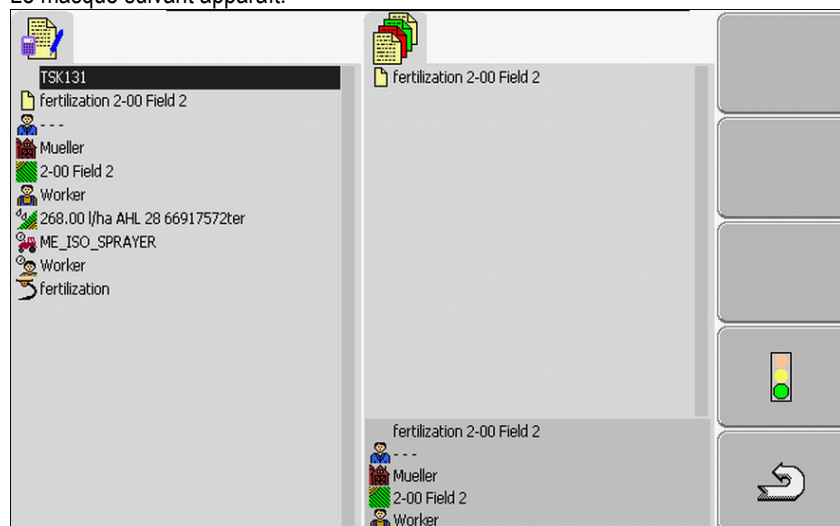 Le masque suivant apparaît:
TSK131
fertilization 2-00 Field 2
---
Mueller
2-00 Field 2
Worker
268.00 l/ha AHL 28 66917572ter
ME_ISO_SPRAYER
Worker
fertilization
fertilization 2-00 Field 2
fertilization 2-00 Field 2
---
Mueller
2-00 Field 2
Worker